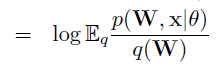 = log 𝔼_q p(𝐖, x|θ) / q(𝐖)